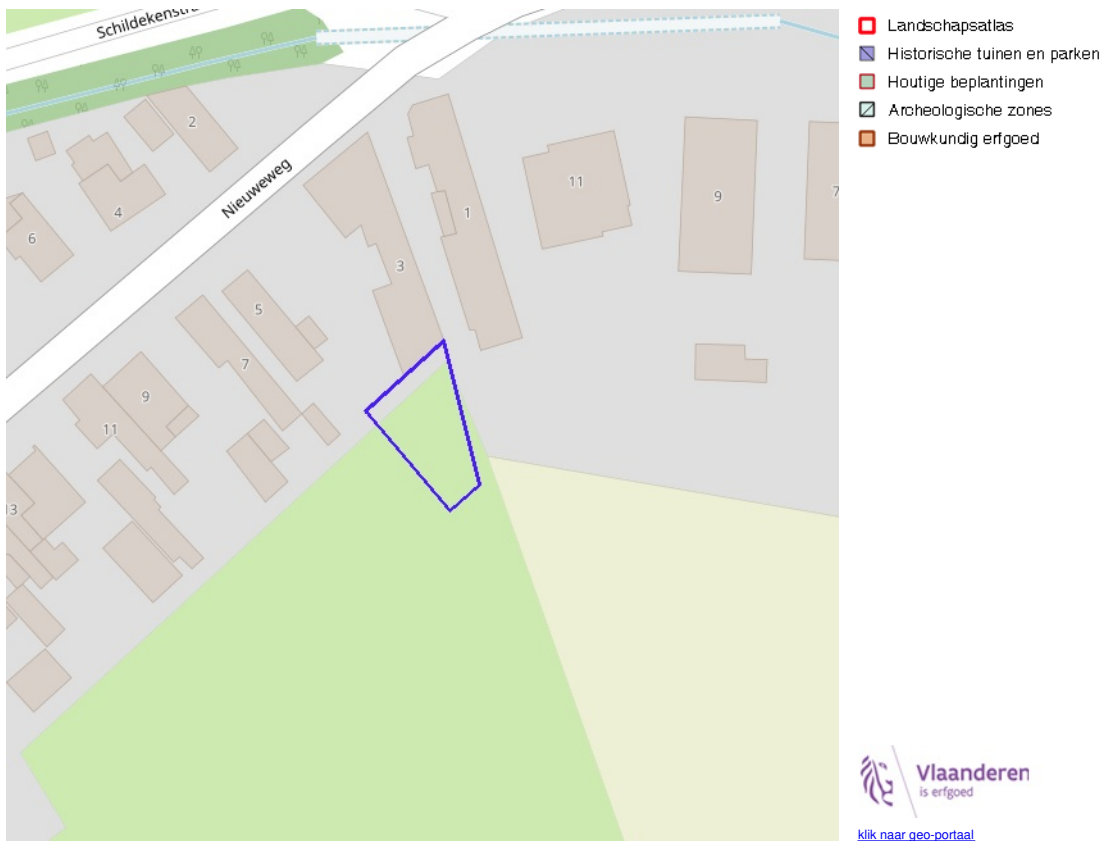 Schildekenstra
Nieuweweg
2
4
6
11
9
7
1
3
5
7
9
11
13
Landschapsatlas
Historische tuinen en parken
Houtige beplantingen
Archeologische zones
Bouwkundig erfgoed
Vlaanderen
is erfgoed
klik naar geo-portaal